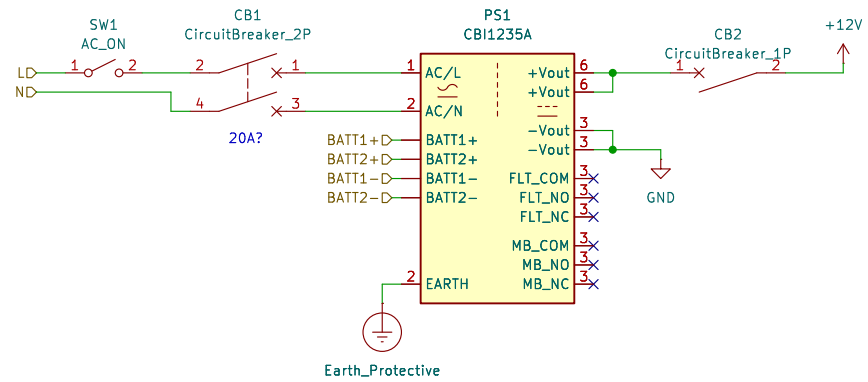 SW1
AC_ON
CB1
CircuitBreaker_2P
PS1
CBI1235A
CB2
CircuitBreaker_1P
+12V
L
1
2
2
1
1
AC/L
+Vout
6
1
2
N
+Vout
6
4
3
2
AC/N
20A?
-Vout
3
BATT1+
BATT1+
-Vout
3
BATT2+
BATT2+
BATT1-
BATT1-
FLT_COM
3
BATT2-
BATT2-
FLT_NO
3
GND
FLT_NC
3
MB_COM
3
MB_NO
3
2
EARTH
MB_NC
3
Earth_Protective